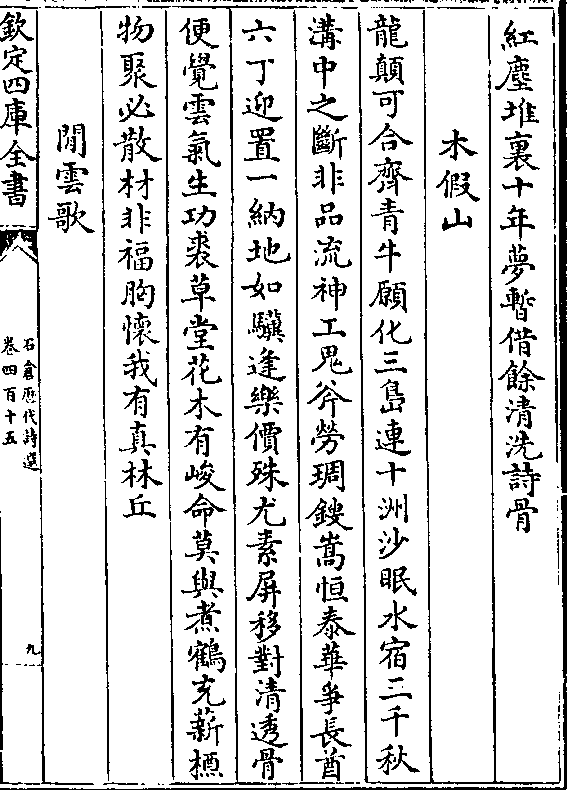 紅塵堆裏十年夢暫借餘清洗詩骨
木假山
龍顛可合齊青牛願化三島連十洲沙眠水宿二千秋
溝中之斷非品流神工鬼斧勞琱鎪嵩恒泰華爭長酋
六丁迎置一納地如驥逢樂價殊尤素屏移對清透骨
便覺雲氣生功裘草堂花木有峻命莫與煮鶴充薪槱
物聚必散材非福胸懷我有真林丘
閒雲歌
欽定四庫全書
石倉歴代詩選
卷四百十五
九